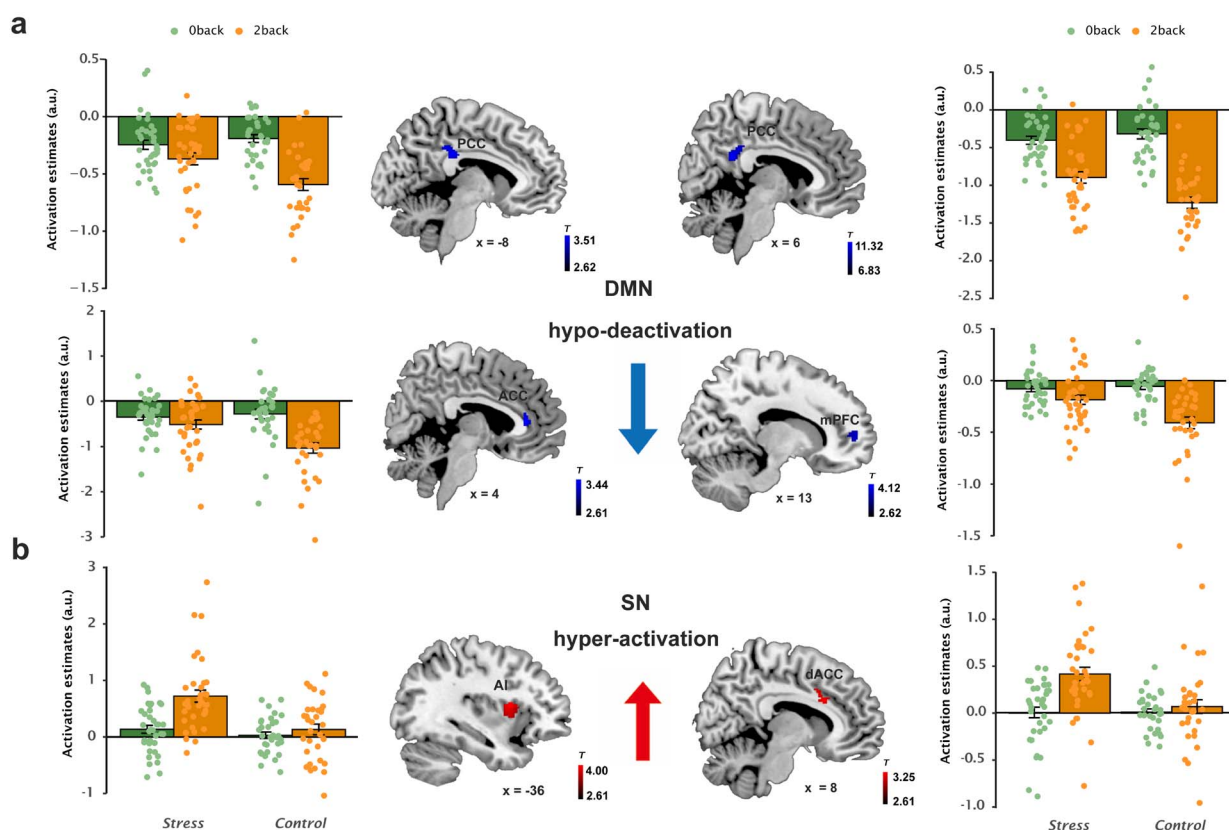 a
0back 2back
0back 2back
Activation estimates (a.u.)
0.5
0.0
−0.5
−1.0
−1.5
PCC
x = -8
T
3.51
2.62
PCC
x = 6
T
11.32
6.83
Activation estimates (a.u.)
0.5
0.0
-0.5
-1.0
-1.5
-2.0
-2.5
DMN
hypo-deactivation
Activation estimates (a.u.)
2
1
0
-1
-2
-3
ACC
x = 4
T
3.44
2.61
mPFC
x = 13
T
4.12
2.62
Activation estimates (a.u.)
0.5
0.0
-0.5
-1.0
-1.5
b
Activation estimates (a.u.)
3
2
1
0
-1
Stress Control
SN
hyper-activation
AI
x = -36
T
4.00
2.61
dACC
x = 8
T
3.25
2.61
Activation estimates (a.u.)
1.5
1.0
0.5
0.0
-0.5
-1.0
Stress Control